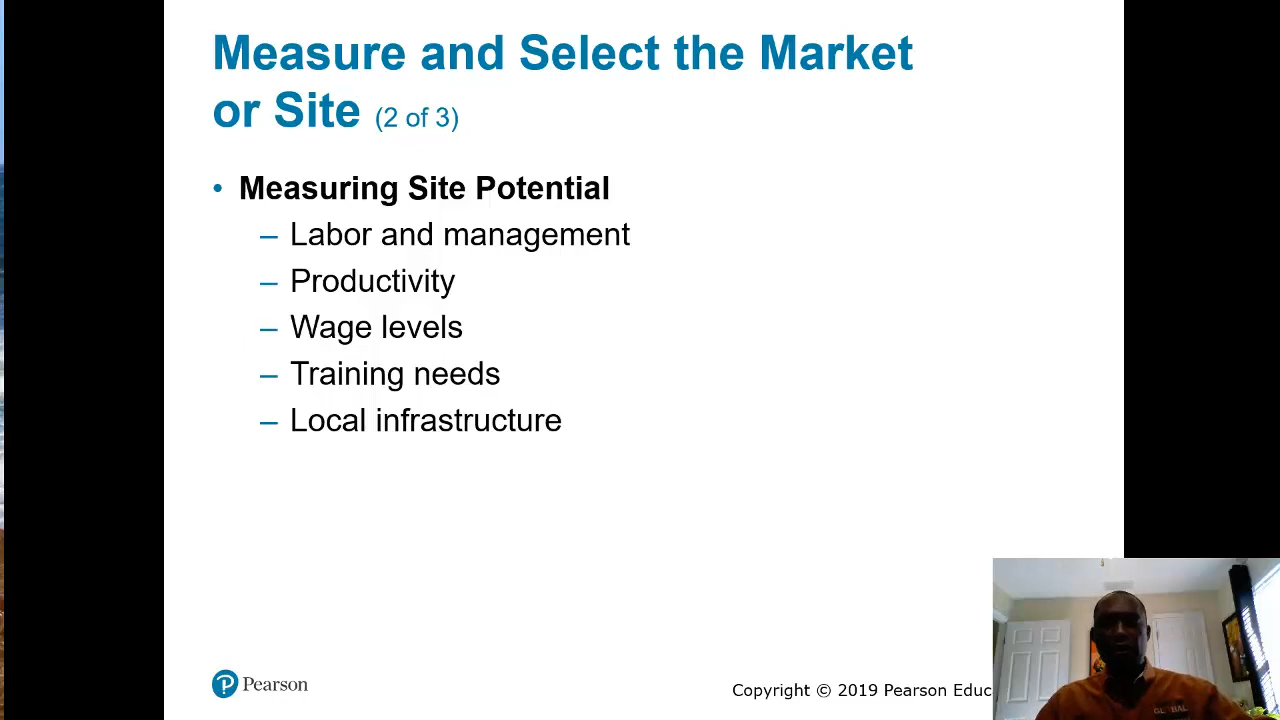 Measure and Select the Market
or Site (2 of 3)
• Measuring Site Potential
– Labor and management
– Productivity
– Wage levels
– Training needs
– Local infrastructure
Pearson
Copyright © 2019 Pearson Educ